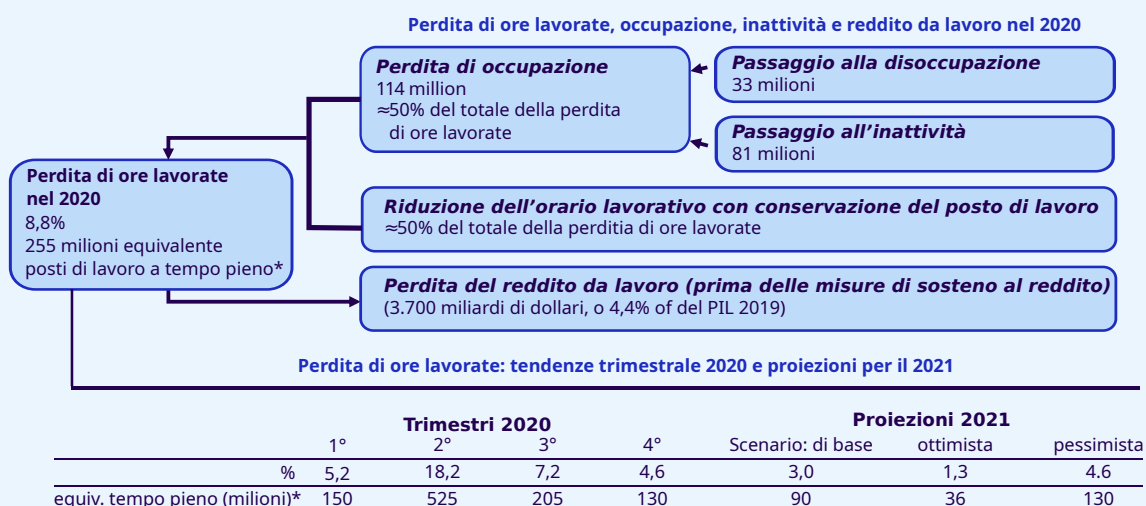 Perdita di ore lavorate, occupazione, inattività e reddito da lavoro nel 2020
Perdita di occupazione
114 million
≈50% del totale della perdita
di ore lavorate
Passaggio alla disoccupazione
33 milioni
Passaggio all’inattività
81 milioni
Perdita di ore lavorate
nel 2020
8,8%
255 milioni equivalente
posti di lavoro a tempo pieno*
Riduzione dell’orario lavorativo con conservazione del posto di lavoro
≈50% del totale della perditia di ore lavorate
Perdita del reddito da lavoro (prima delle misure di sosteno al reddito)
(3.700 miliardi di dollari, o 4,4% of del PIL 2019)
Perdita di ore lavorate: tendenze trimestrale 2020 e proiezioni per il 2021
Trimestri 2020 Proiezioni 2021
1° 2° 3° 4° Scenario: di base ottimista pessimista
% 5,2 18,2 7,2 4,6 3,0 1,3 4.6
equiv. tempo pieno (milioni)* 150 525 205 130 90 36 130